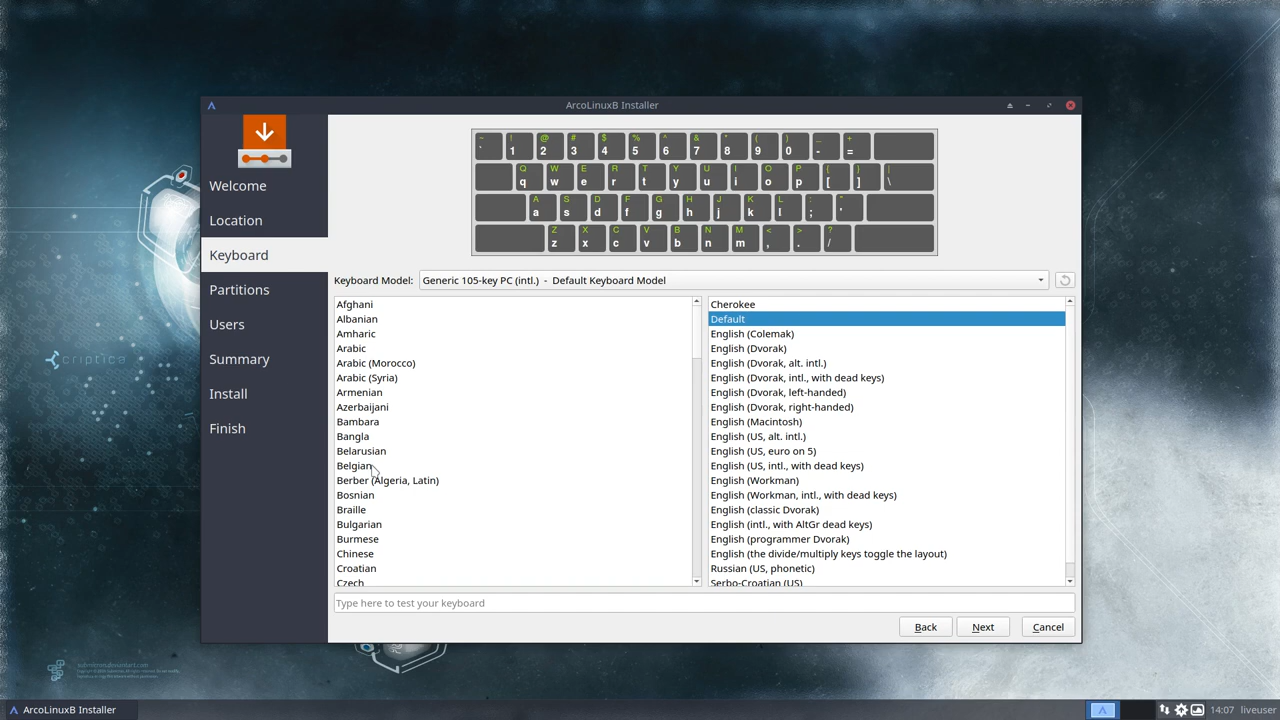 ArcoLinuxB Installer
Welcome
Location
Keyboard
Partitions
Users
Summary
Install
Finish
~ ! @ # $ % ^ & * ( ) _ +
` 1 2 3 4 5 6 7 8 9 0 - =
Q W E R T Y U I O P { } |
q w e r t y u i o p [ ] \
A S D F G H J K L : "
a s d f g h j k l ; '
Z X C V B N M < > ?
z x c v b n m , . /
Keyboard Model: Generic 105-key PC (intl.) - Default Keyboard Model
Afghani
Albanian
Amharic
Arabic
Arabic (Morocco)
Arabic (Syria)
Armenian
Azerbaijani
Bambara
Bangla
Belarusian
Belgian
Berber (Algeria, Latin)
Bosnian
Braille
Bulgarian
Burmese
Chinese
Croatian
Czech
Cherokee
Default
English (Colemak)
English (Dvorak)
English (Dvorak, alt. intl.)
English (Dvorak, intl., with dead keys)
English (Dvorak, left-handed)
English (Dvorak, right-handed)
English (Macintosh)
English (US, alt. intl.)
English (US, euro on 5)
English (US, intl., with dead keys)
English (Workman)
English (Workman, intl., with dead keys)
English (classic Dvorak)
English (intl., with AltGr dead keys)
English (programmer Dvorak)
English (the divide/multiply keys toggle the layout)
Russian (US, phonetic)
Serbo-Croatian (US)
Type here to test your keyboard
Back Next Cancel
criptica
ArcoLinuxB Installer
14:07 liveuser